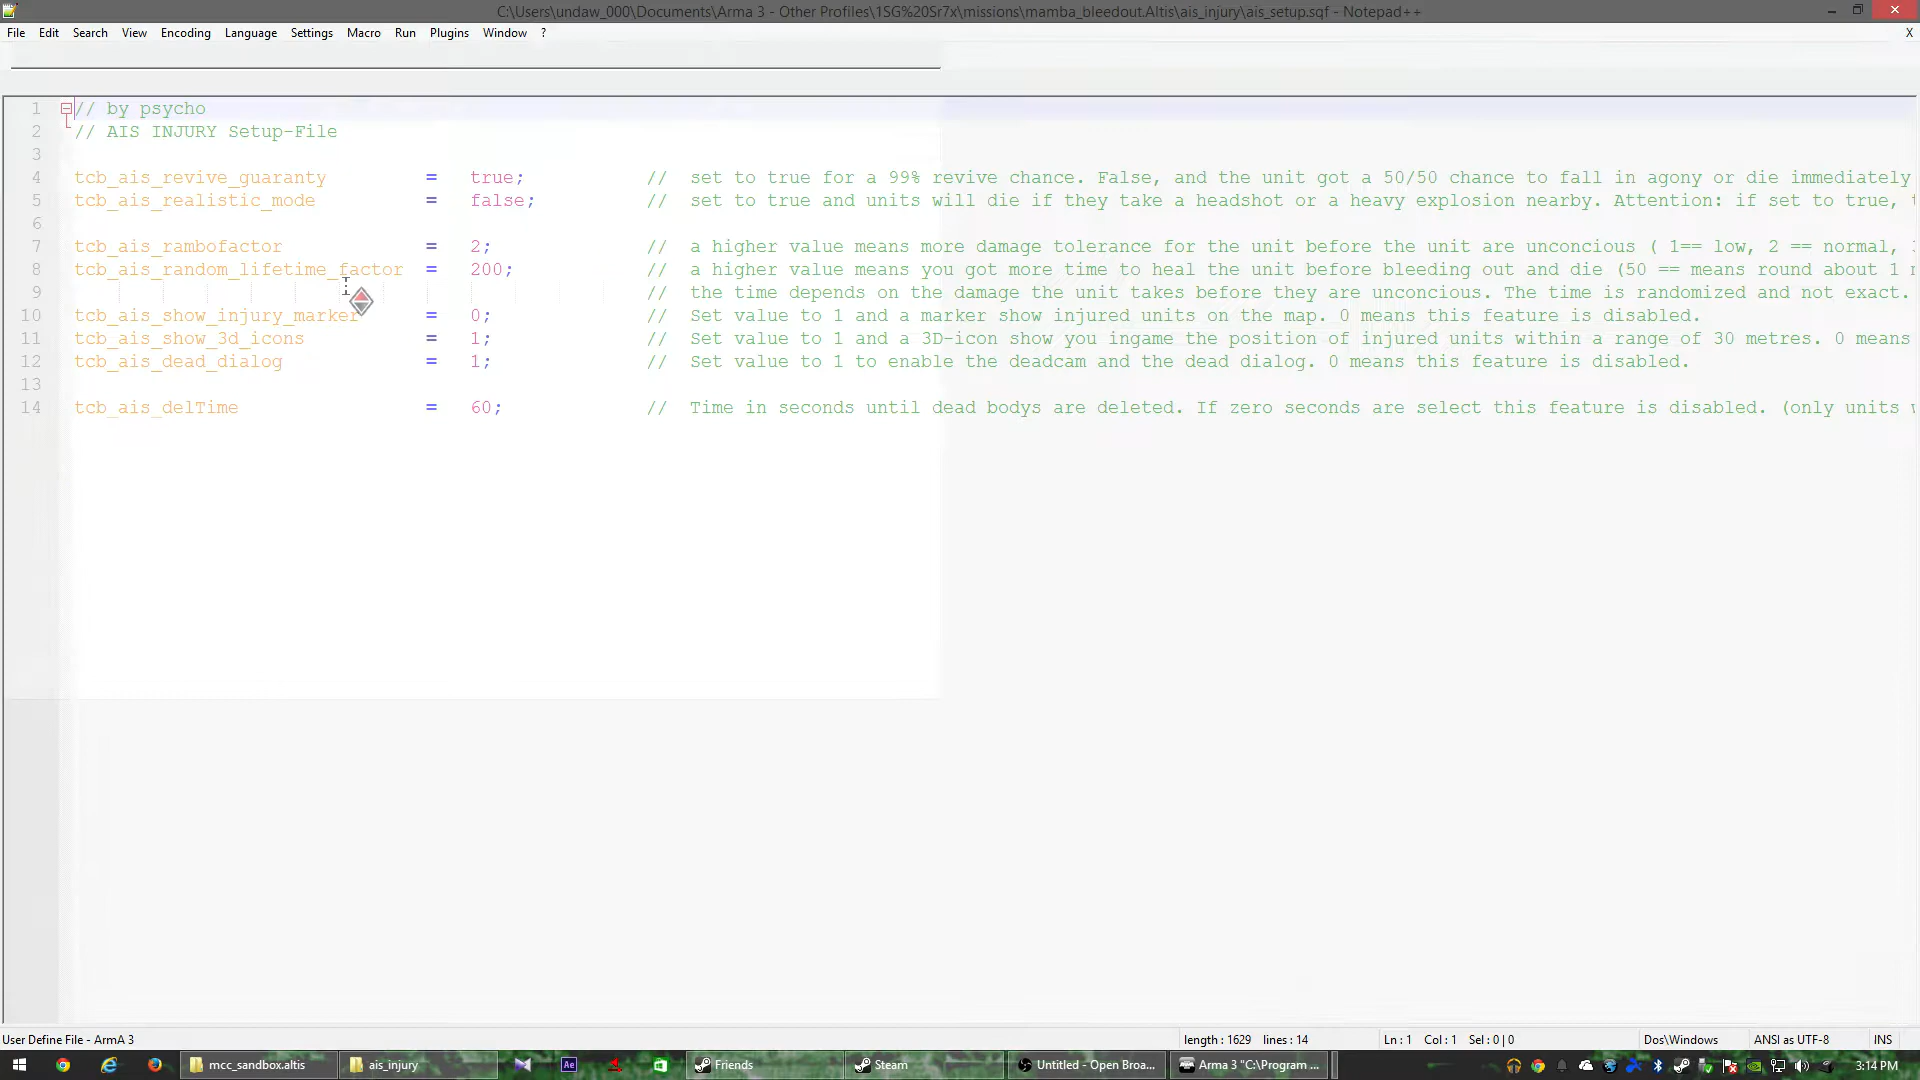 C:\Users\undaw_000\Documents\Arma 3 - Other Profiles\1SG%20Sr7x\missions\mamba_bleedout.Altis\ais_injury\ais_setup.sqf - Notepad++
File Edit Search View Encoding Language Settings Macro Run Plugins Window ? X
1 // by psycho
2 // AIS INJURY Setup-File
3
4 tcb_ais_revive_guaranty = true; // set to true for a 99% revive chance. False, and the unit got a 50/50 chance to fall in agony or die immediately
5 tcb_ais_realistic_mode = false; // set to true and units will die if they take a headshot or a heavy explosion nearby. Attention: if set to true,
6
7 tcb_ais_rambofactor = 2; // a higher value means more damage tolerance for the unit before the unit are unconcious ( 1== low, 2 == normal,
8 tcb_ais_random_lifetime_factor = 200; // a higher value means you got more time to heal the unit before bleeding out and die (50 == means round about 1
9 // the time depends on the damage the unit takes before they are unconcious. The time is randomized and not exact.
10 tcb_ais_show_injury_marker = 0; // Set value to 1 and a marker show injured units on the map. 0 means this feature is disabled.
11 tcb_ais_show_3d_icons = 1; // Set value to 1 and a 3D-icon show you ingame the position of injured units within a range of 30 metres. 0 means
12 tcb_ais_dead_dialog = 1; // Set value to 1 to enable the deadcam and the dead dialog. 0 means this feature is disabled.
13
14 tcb_ais_delTime = 60; // Time in seconds until dead bodys are deleted. If zero seconds are select this feature is disabled. (only units
User Define File - ArmA 3 length : 1629 lines : 14 Ln : 1 Col : 1 Sel : 0 | 0 Dos\Windows ANSI as UTF-8 INS
mcc_sandbox.altis ais_injury Ae Friends Steam Untitled - Open Broa... Arma 3 "C:\Program ... 3:14 PM